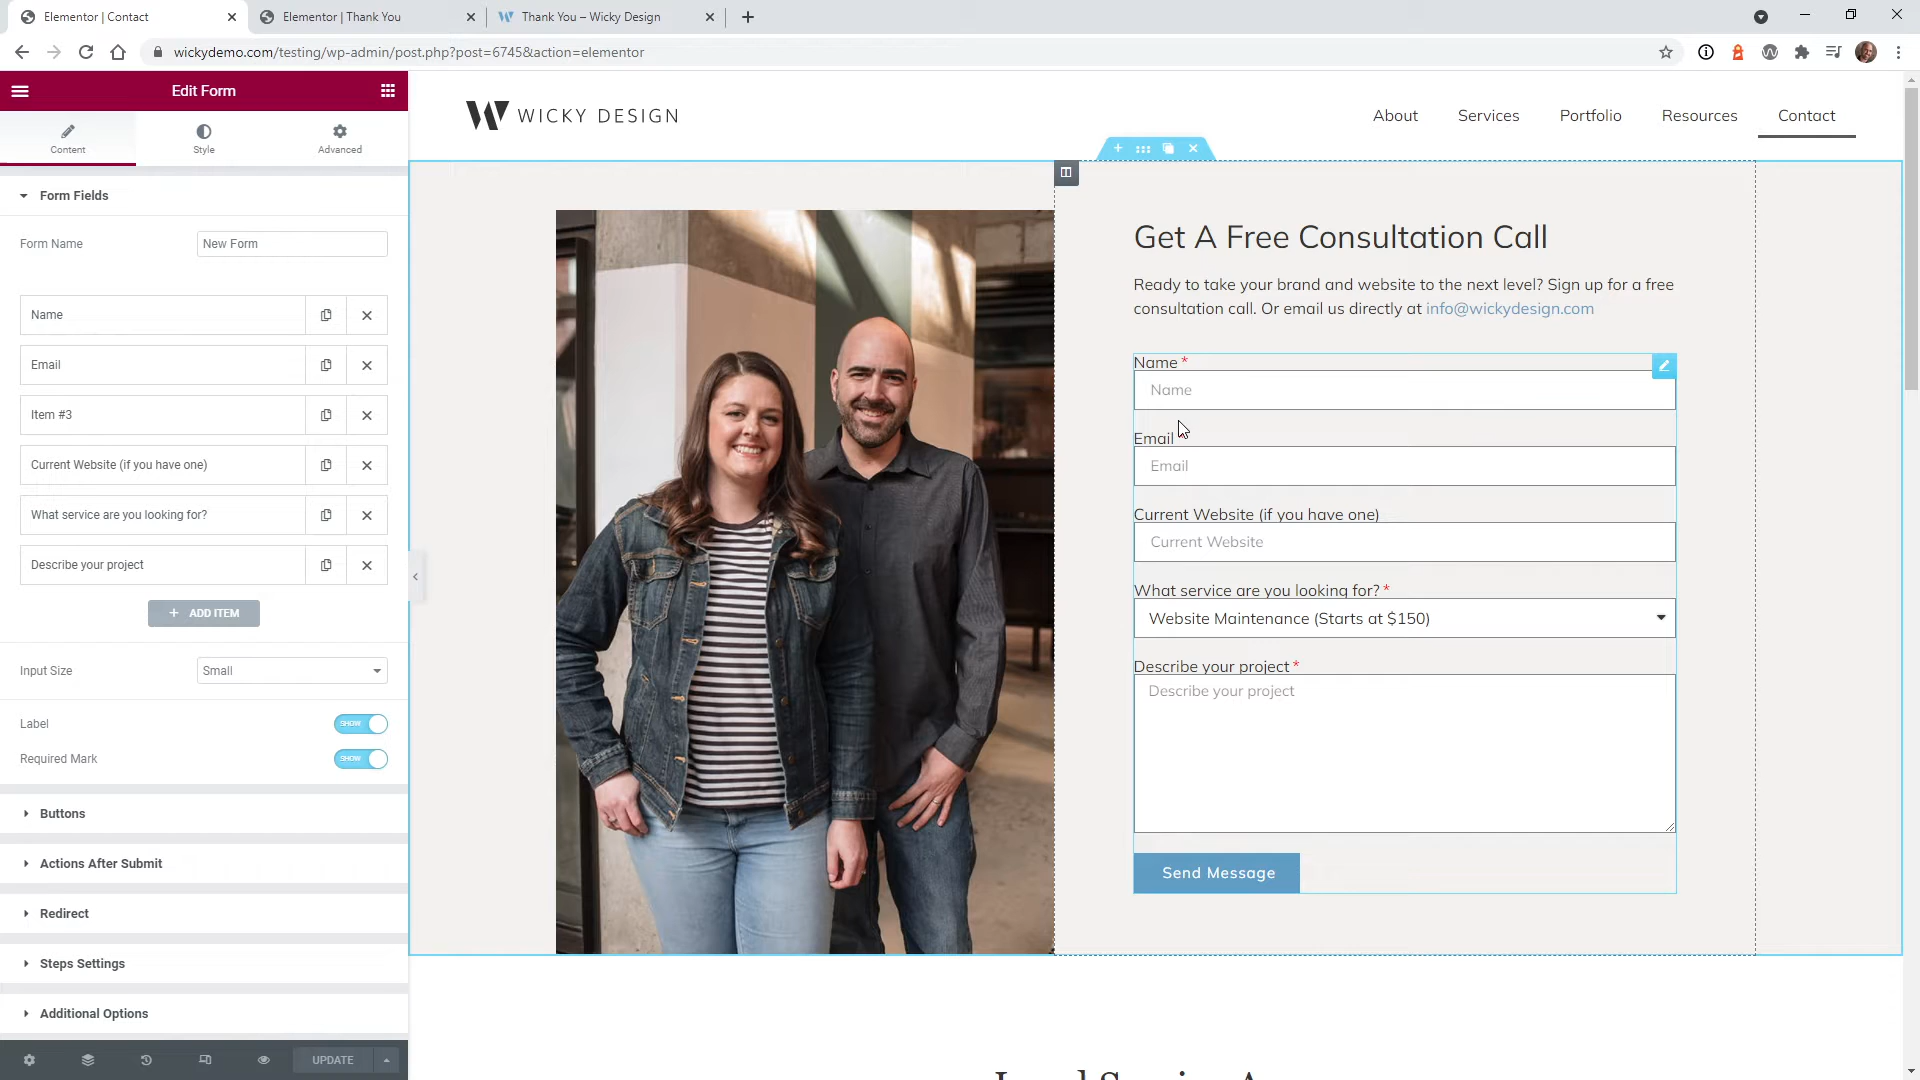 Elementor | Contact
Elementor | Thank You
Thank You – Wicky Design
wickydemo.com/testing/wp-admin/post.php?post=6745&action=elementor
Edit Form
Content
Style
Advanced
Form Fields
Form Name
New Form
Name
Email
Item #3
Current Website (if you have one)
What service are you looking for?
Describe your project
ADD ITEM
Input Size
Small
Label
SHOW
Required Mark
SHOW
Buttons
Actions After Submit
Redirect
Steps Settings
Additional Options
UPDATE
WICKY DESIGN
About
Services
Portfolio
Resources
Contact
Get A Free Consultation Call
Ready to take your brand and website to the next level? Sign up for a free
consultation call. Or email us directly at info@wickydesign.com
Name *
Name
Email
Email
Current Website (if you have one)
Current Website
What service are you looking for? *
Website Maintenance (Starts at $150)
Describe your project *
Describe your project
Send Message